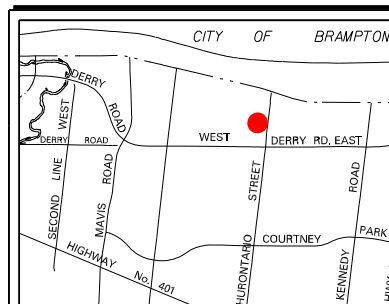 CITY OF BRAMPTON
DERRY
ROAD
WEST
DERRY RD. EAST
DERRY ROAD
WEST
SECOND LINE
MAVIS ROAD
HURONTARIO STREET
KENNEDY ROAD
COURTNEY PARK
HIGHWAY No. 401